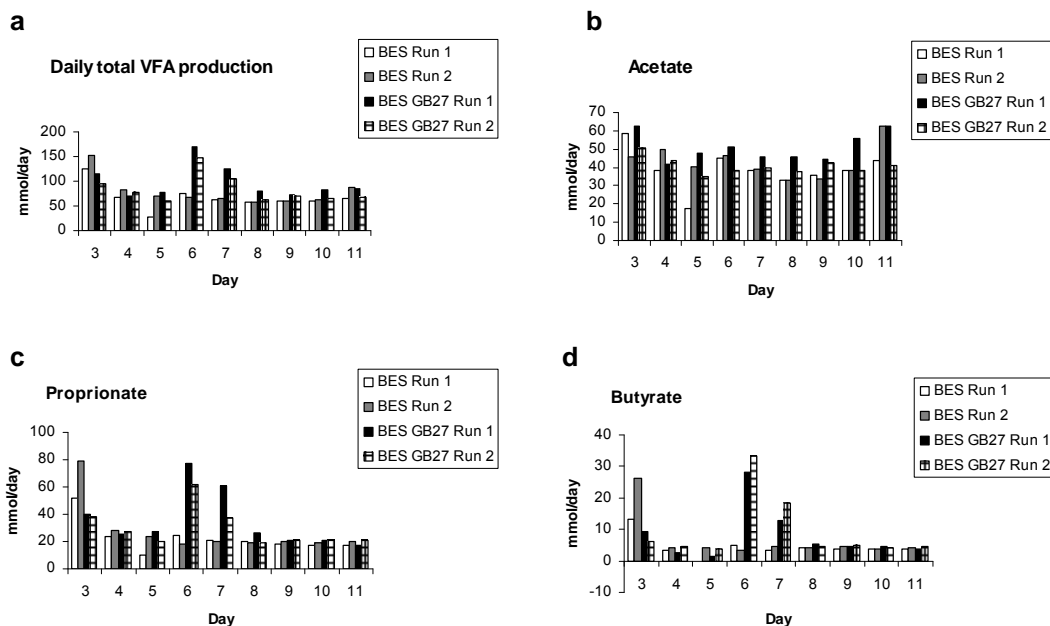 a
Daily total VFA production
BES Run 1
BES Run 2
BES GB27 Run 1
BES GB27 Run 2
mmol/day
200
150
100
50
0
3 4 5 6 7 8 9 10 11
Day
b
Acetate
BES Run 1
BES Run 2
BES GB27 Run 1
BES GB27 Run 2
mmol/day
70
60
50
40
30
20
10
0
3 4 5 6 7 8 9 10 11
Day
c
Proprionate
BES Run 1
BES Run 2
BES GB27 Run 1
BES GB27 Run 2
mmol/day
100
80
60
40
20
0
3 4 5 6 7 8 9 10 11
Day
d
Butyrate
BES Run 1
BES Run 2
BES GB27 Run 1
BES GB27 Run 2
mmol/day
40
30
20
10
0
-10
3 4 5 6 7 8 9 10 11
Day